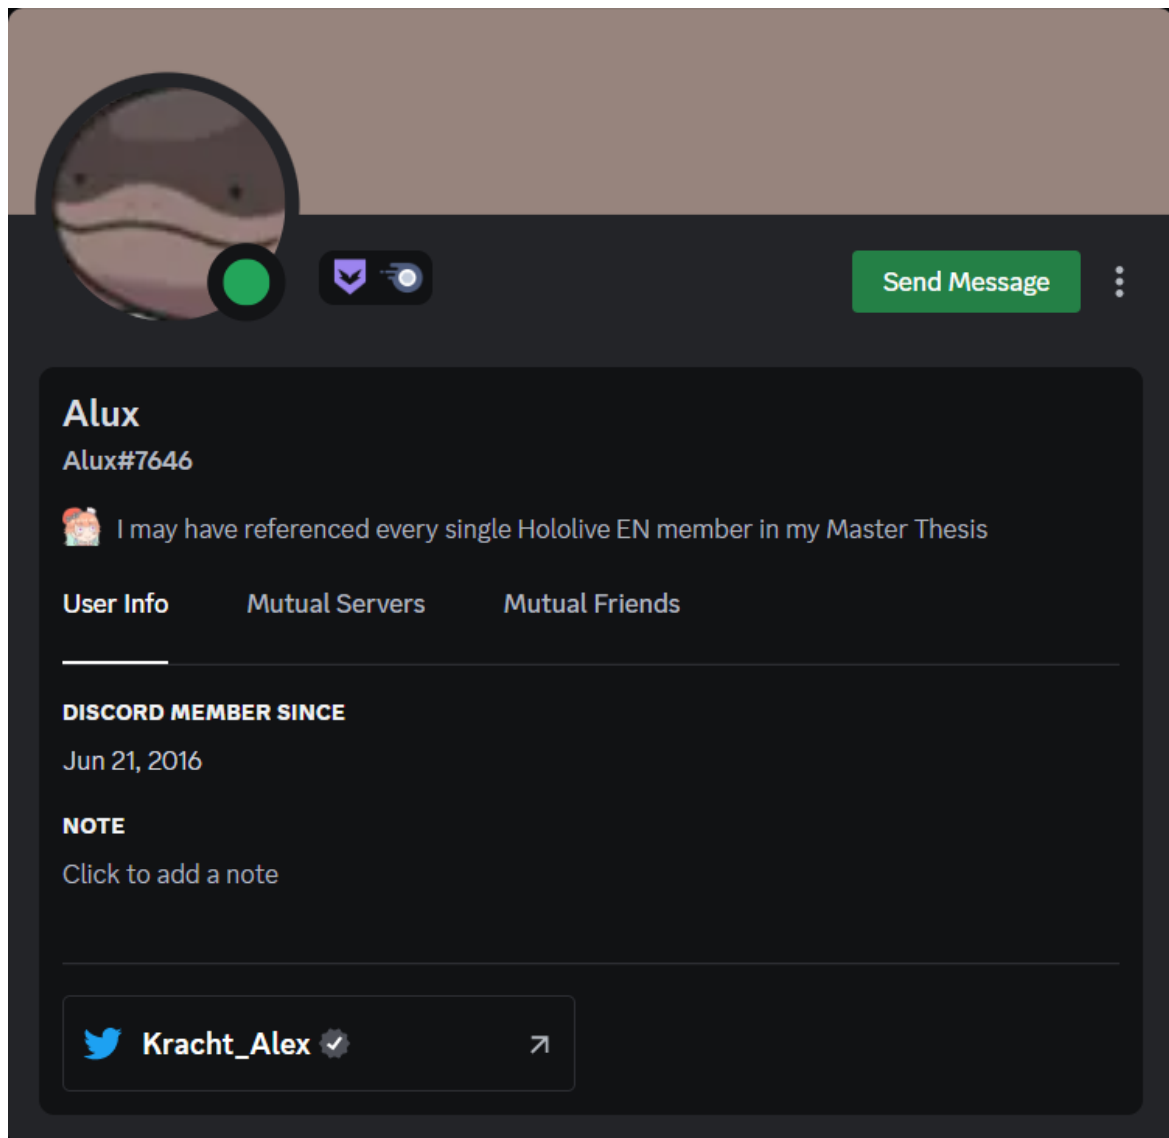 Send Message
Alux
Alux#7646
I may have referenced every single Hololive EN member in my Master Thesis
User Info Mutual Servers Mutual Friends
DISCORD MEMBER SINCE
Jun 21, 2016
NOTE
Click to add a note
Kracht_Alex